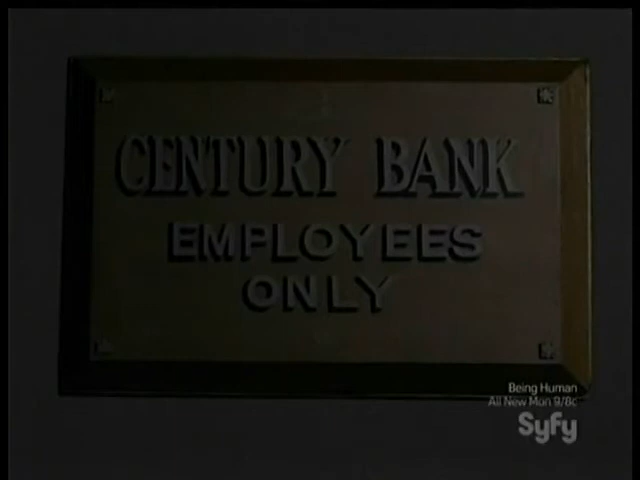 CENTURY BANK
EMPLOYEES
ONLY
Being Human
All New Mon 9/8c
Syfy